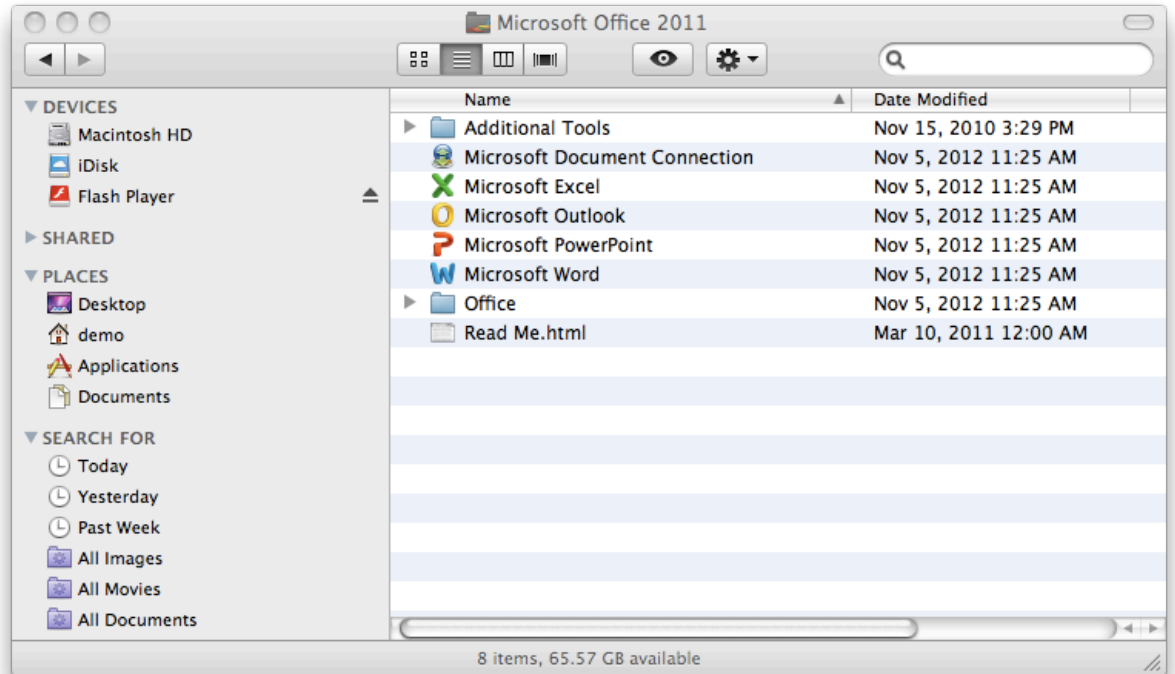 Microsoft Office 2011
DEVICES
Macintosh HD
iDisk
Flash Player
SHARED
PLACES
Desktop
demo
Applications
Documents
SEARCH FOR
Today
Yesterday
Past Week
All Images
All Movies
All Documents
Name Date Modified
Additional Tools Nov 15, 2010 3:29 PM
Microsoft Document Connection Nov 5, 2012 11:25 AM
Microsoft Excel Nov 5, 2012 11:25 AM
Microsoft Outlook Nov 5, 2012 11:25 AM
Microsoft PowerPoint Nov 5, 2012 11:25 AM
Microsoft Word Nov 5, 2012 11:25 AM
Office Nov 5, 2012 11:25 AM
Read Me.html Mar 10, 2011 12:00 AM
8 items, 65.57 GB available